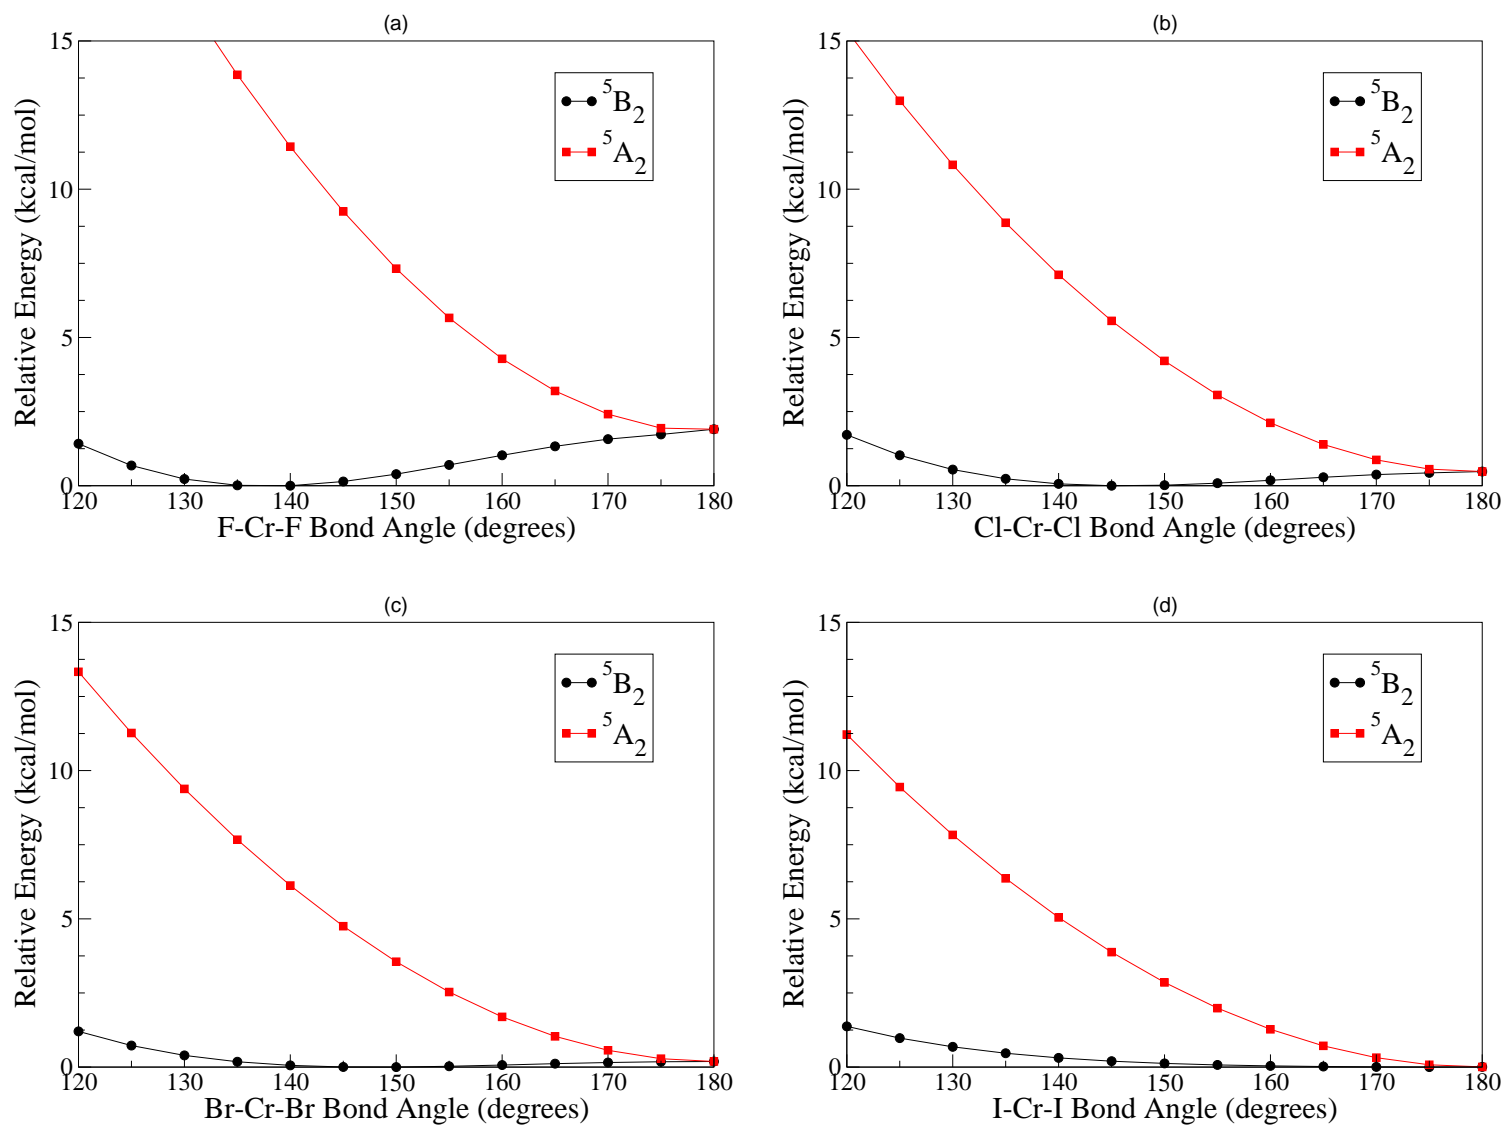 (a)
15
10
5
0
Relative Energy (kcal/mol)
⁵B₂
⁵A₂
120 130 140 150 160 170 180
F-Cr-F Bond Angle (degrees)
(b)
15
10
5
0
Relative Energy (kcal/mol)
⁵B₂
⁵A₂
120 130 140 150 160 170 180
Cl-Cr-Cl Bond Angle (degrees)
(c)
15
10
5
0
Relative Energy (kcal/mol)
⁵B₂
⁵A₂
120 130 140 150 160 170 180
Br-Cr-Br Bond Angle (degrees)
(d)
15
10
5
0
Relative Energy (kcal/mol)
⁵B₂
⁵A₂
120 130 140 150 160 170 180
I-Cr-I Bond Angle (degrees)